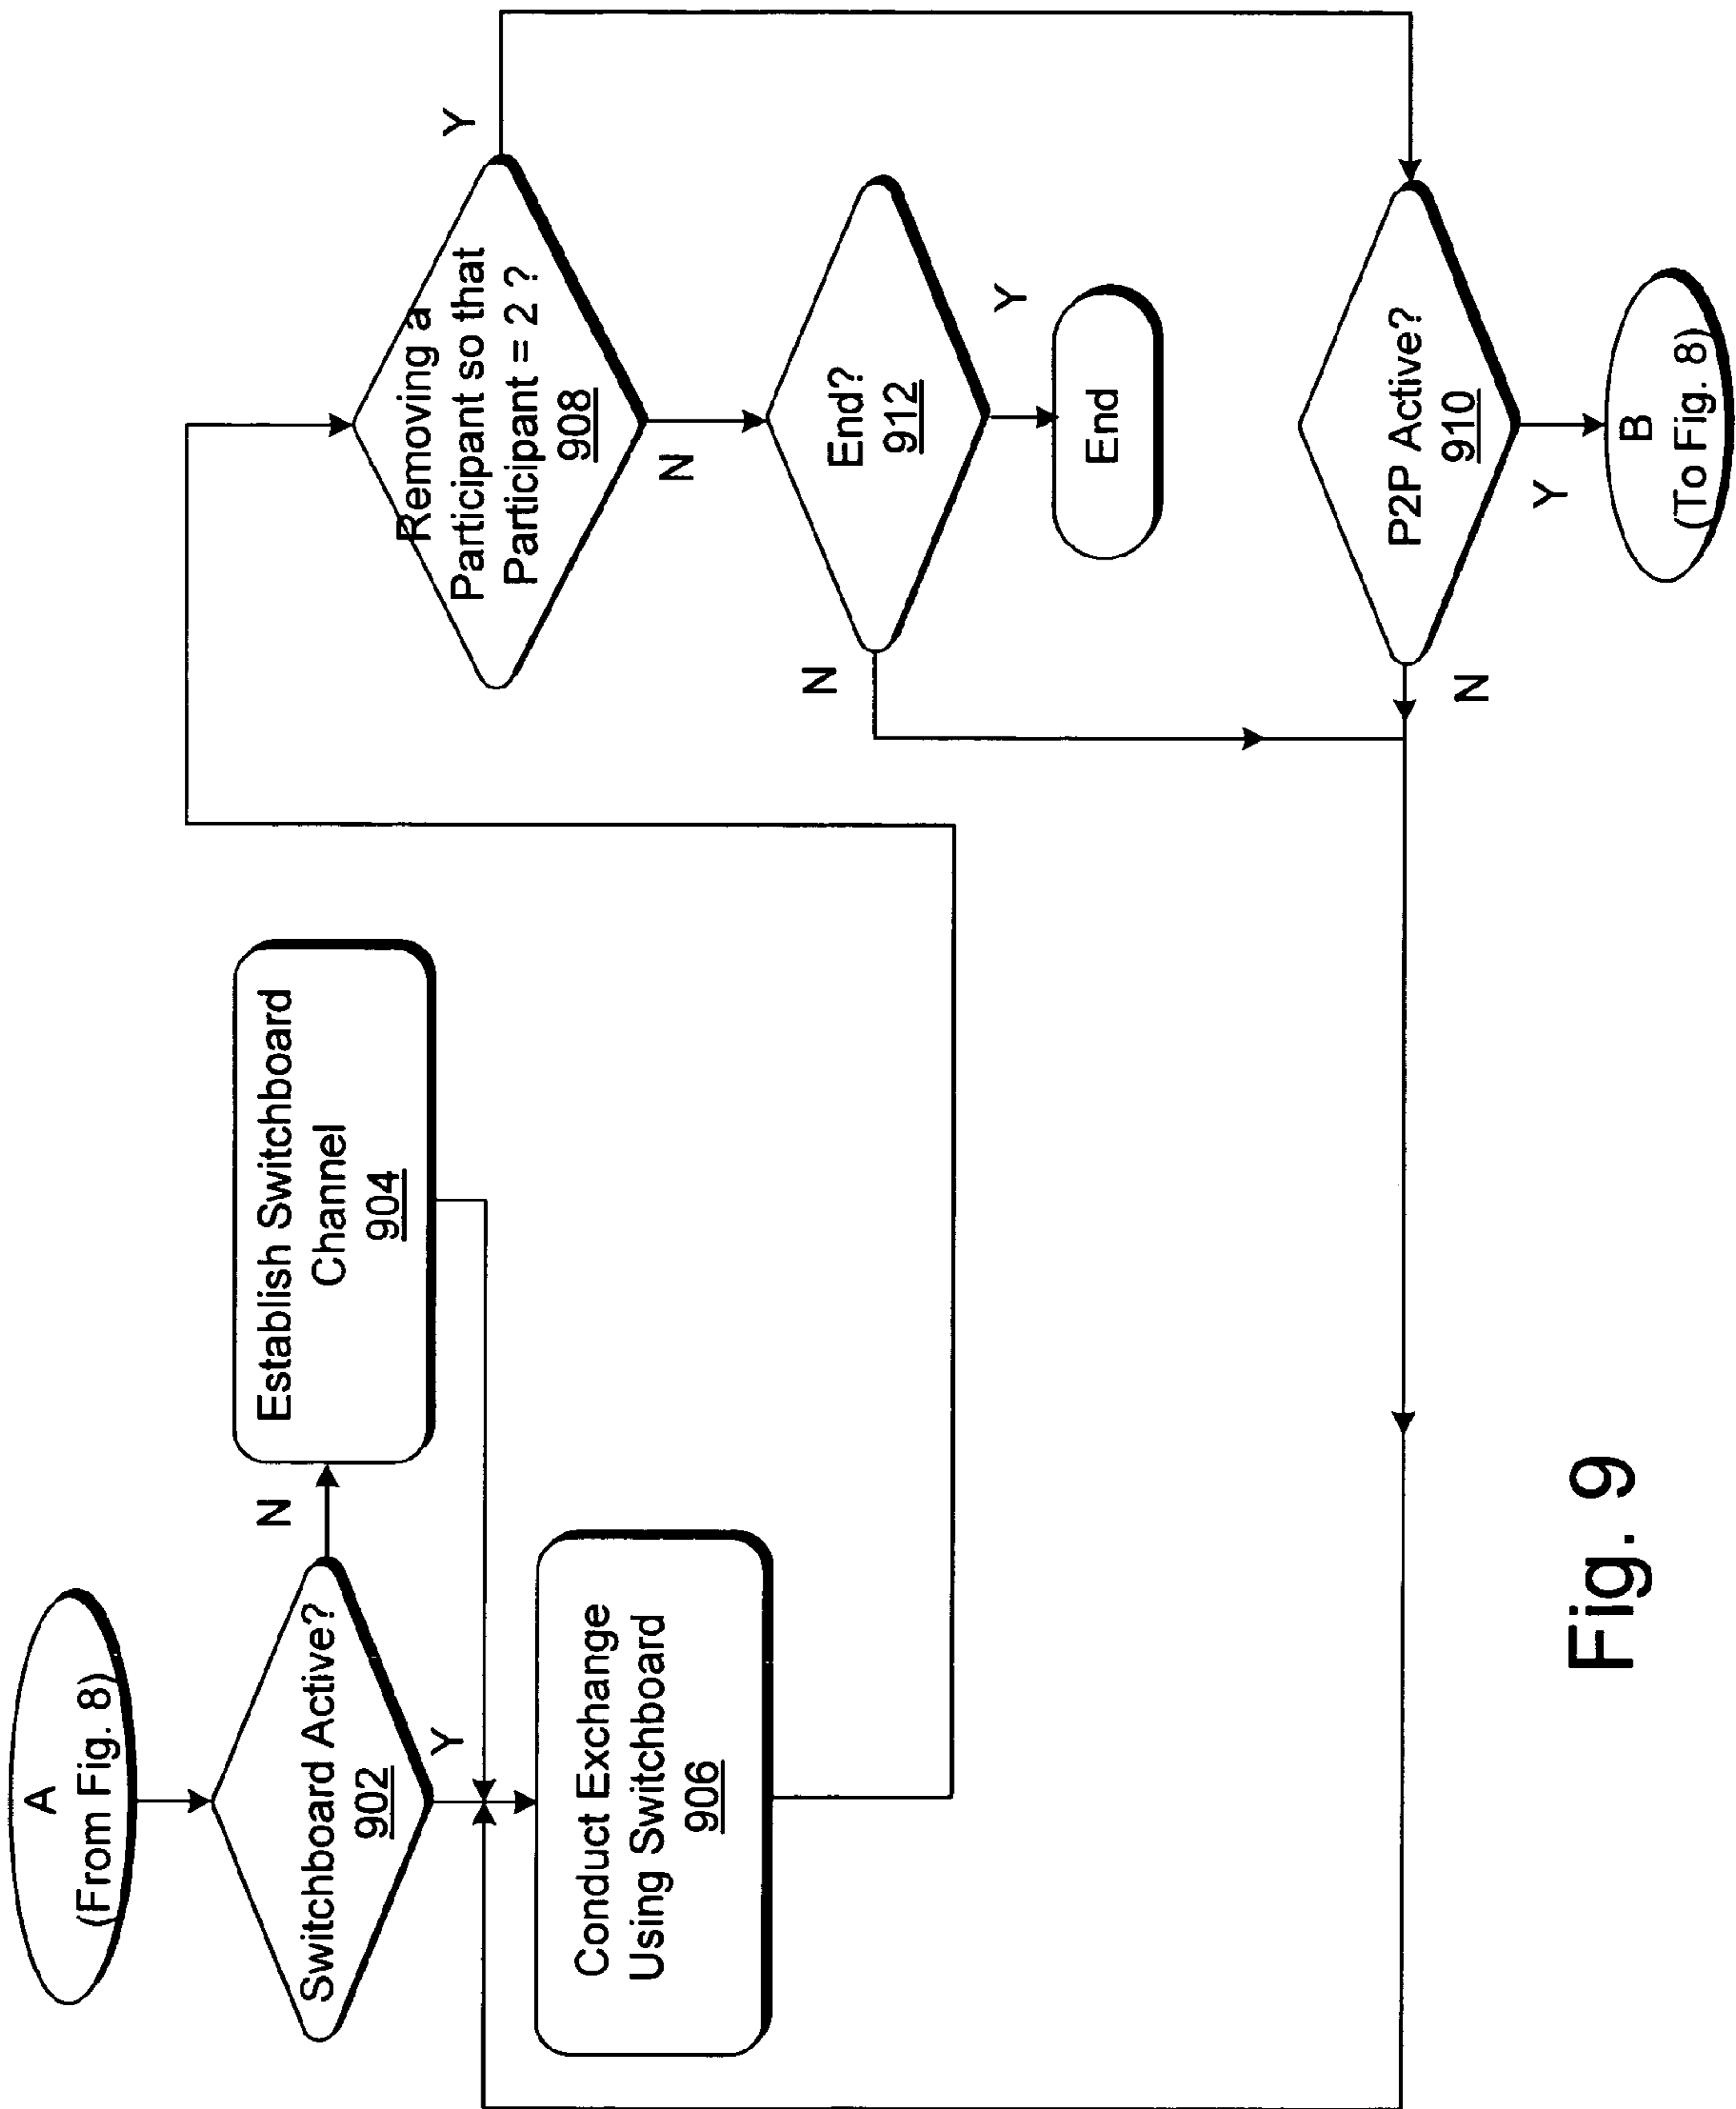 A
(From Fig. 8)
Switchboard Active?
902
N
Y
Establish Switchboard
Channel
904
Conduct Exchange
Using Switchboard
906
Removing a
Participant so that
Participant = 2 ?
908
Y
N
End?
912
N
Y
End
P2P Active?
910
N
Y
B
(To Fig. 8)
Fig. 9